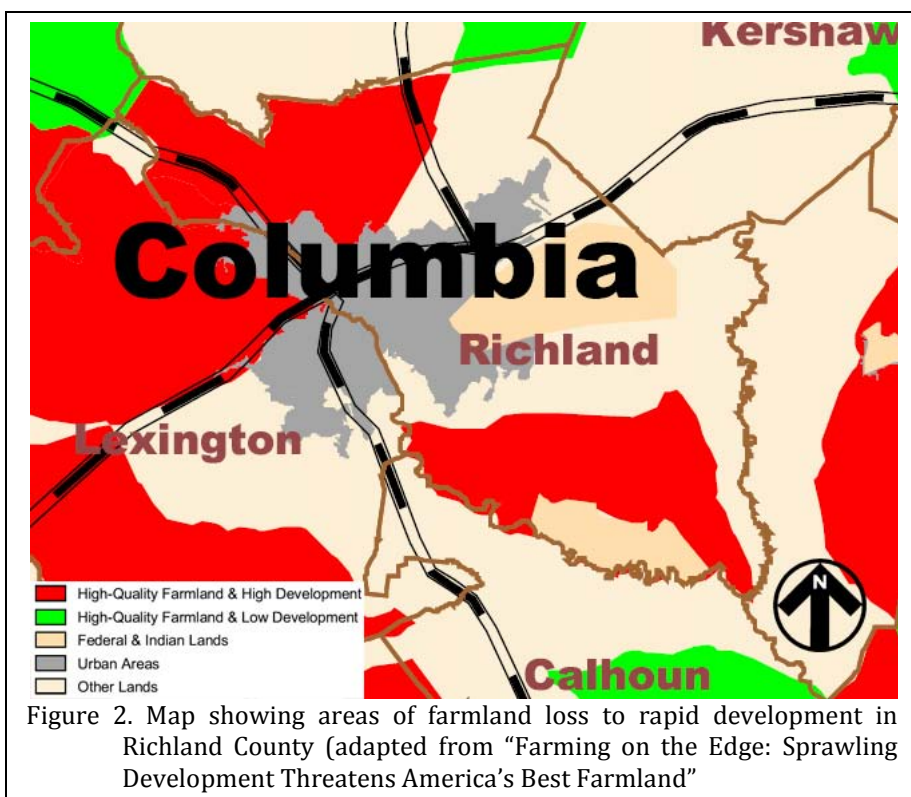 Kershaw
Columbia
Richland
Lexington
High-Quality Farmland & High Development
High-Quality Farmland & Low Development
Federal & Indian Lands
Urban Areas
Other Lands
N
Calhoun
Figure 2. Map showing areas of farmland loss to rapid development in
Richland County (adapted from “Farming on the Edge: Sprawling
Development Threatens America’s Best Farmland”